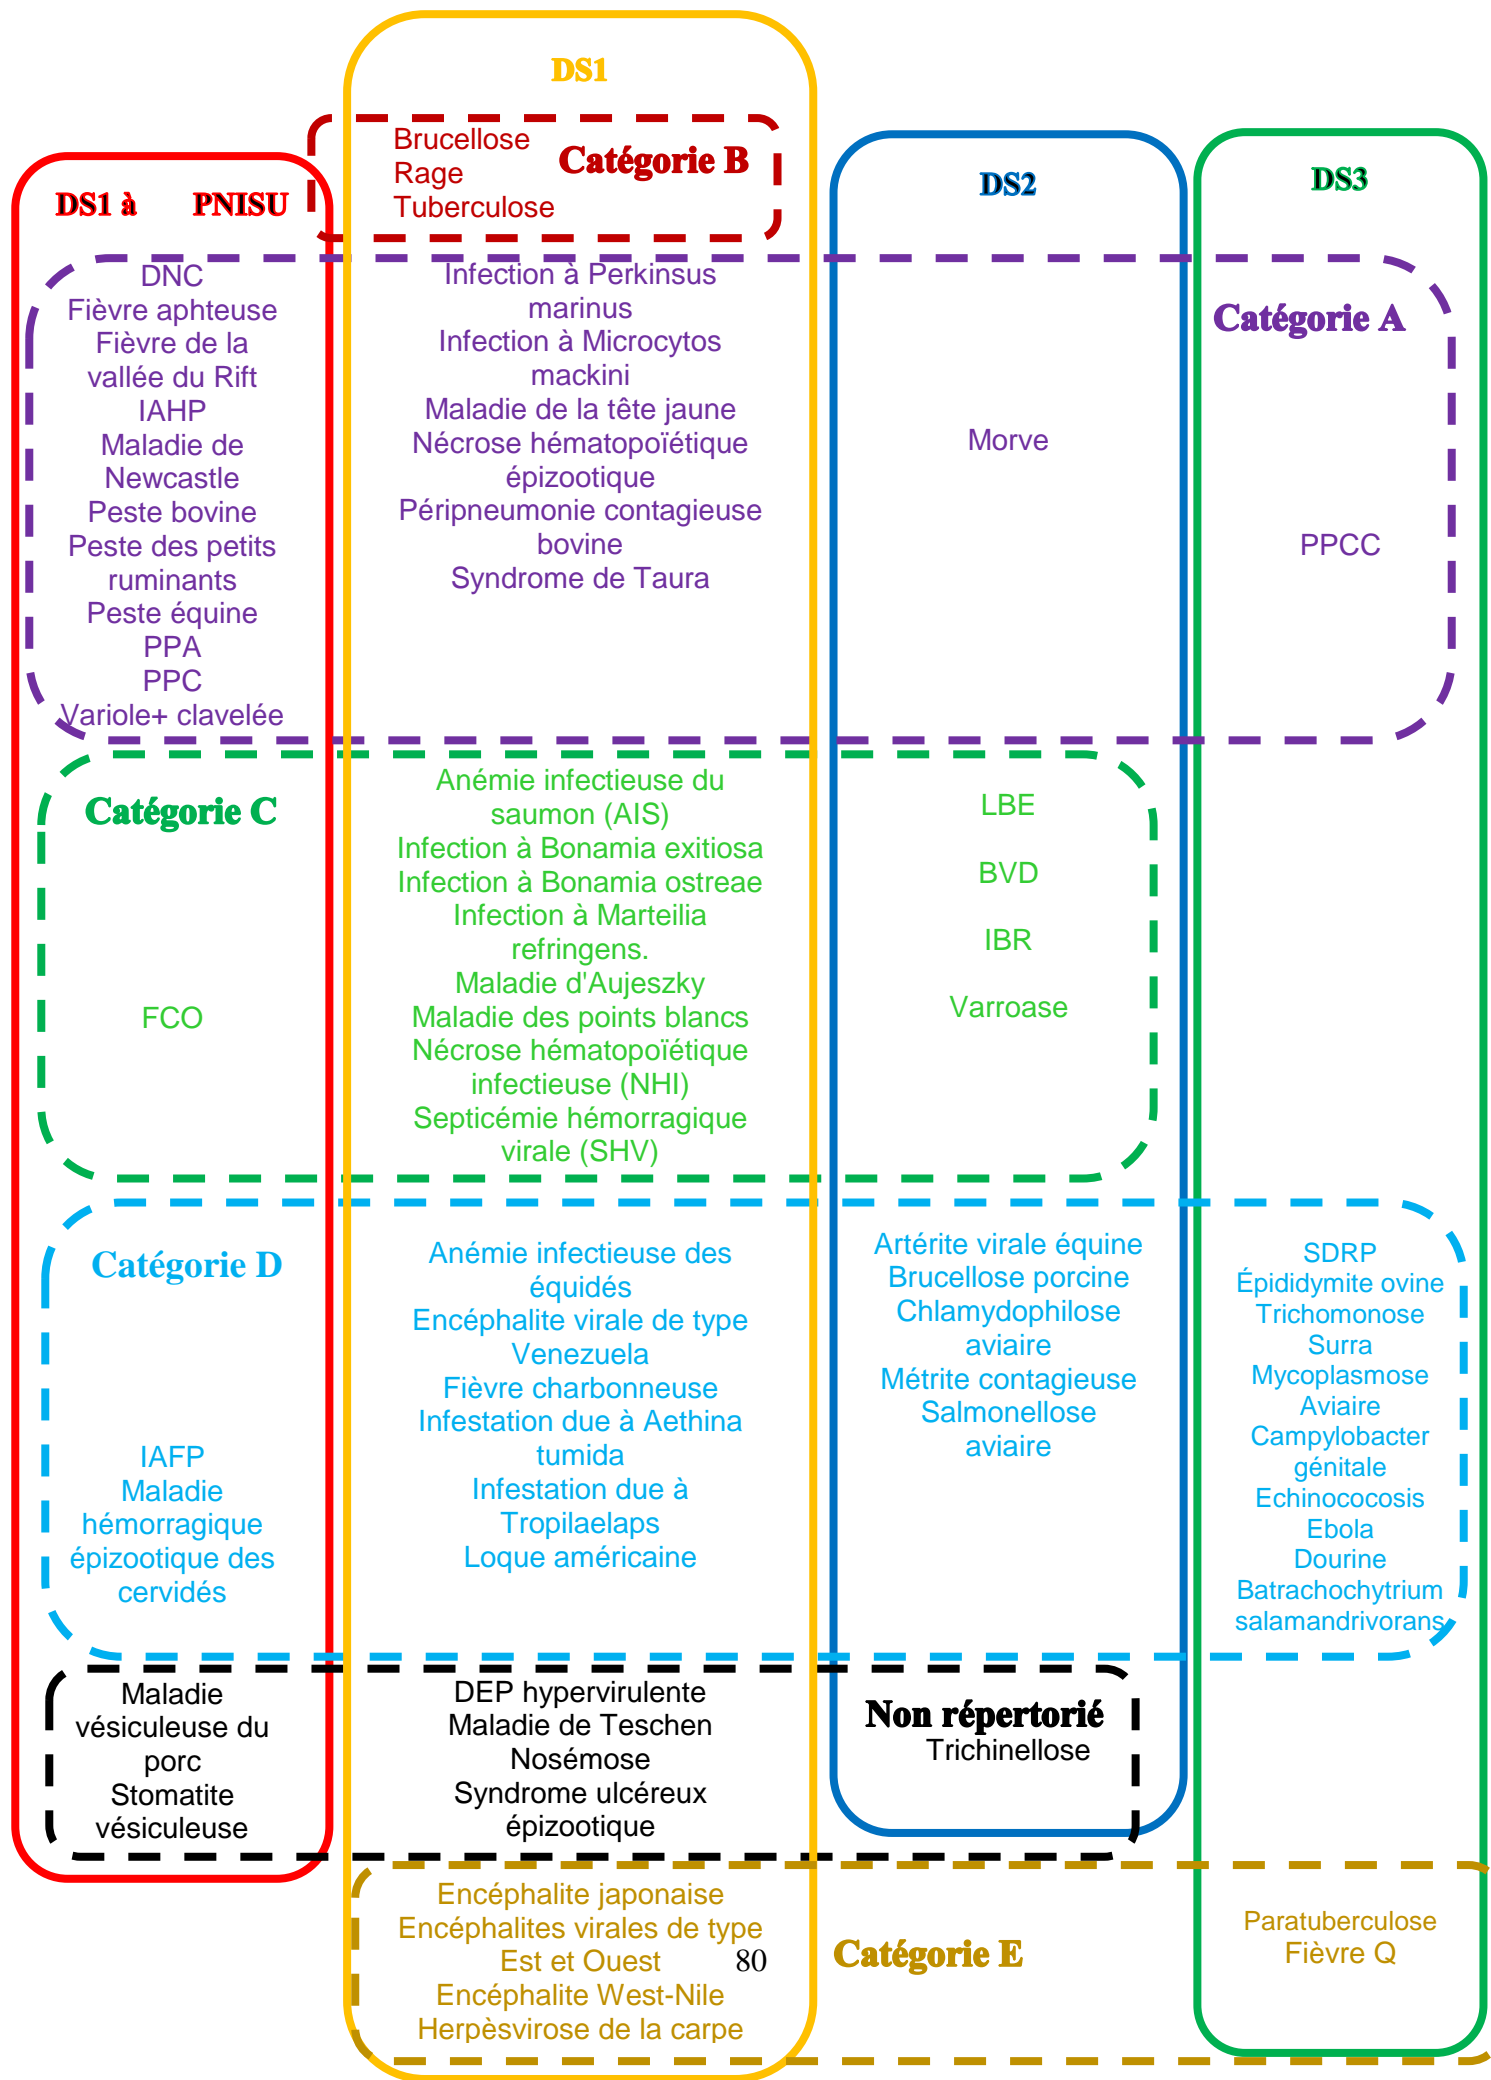 DS1
Brucellose
Rage
Tuberculose
Catégorie B
DS1 à PNISU
DS2
DS3
DNC
Fièvre aphteuse
Fièvre de la
vallée du Rift
IAHP
Maladie de
Newcastle
Peste bovine
Peste des petits
ruminants
Peste équine
PPA
PPC
Variole+ clavelée
Infection à Perkinsus
marinus
Infection à Microcytos
mackini
Maladie de la tête jaune
Nécrose hématopoïétique
épizootique
Péripneumonie contagieuse
bovine
Syndrome de Taura
Morve
Catégorie A
PPCC
Catégorie C
FCO
Anémie infectieuse du
saumon (AIS)
Infection à Bonamia exitiosa
Infection à Bonamia ostreae
Infection à Marteilia
refringens.
Maladie d'Aujeszky
Maladie des points blancs
Nécrose hématopoïétique
infectieuse (NHI)
Septicémie hémorragique
virale (SHV)
LBE
BVD
IBR
Varroase
Catégorie D
IAFP
Maladie
hémorragique
épizootique des
cervidés
Anémie infectieuse des
équidés
Encéphalite virale de type
Venezuela
Fièvre charbonneuse
Infestation due à Aethina
tumida
Infestation due à
Tropilaelaps
Loque américaine
Artérite virale équine
Brucellose porcine
Chlamydophilose
aviaire
Métrite contagieuse
Salmonellose
aviaire
SDRP
Épididymite ovine
Trichomonose
Surra
Mycoplasmose
Aviaire
Campylobacter
génitale
Echinococosis
Ebola
Dourine
Batrachochytrium
salamandrivorans
Maladie
vésiculeuse du
porc
Stomatite
vésiculeuse
DEP hypervirulente
Maladie de Teschen
Nosémose
Syndrome ulcéreux
épizootique
Non répertorié
Trichinellose
Encéphalite japonaise
Encéphalites virales de type
Est et Ouest
Encéphalite West-Nile
Herpèsvirose de la carpe
80
Catégorie E
Paratuberculose
Fièvre Q